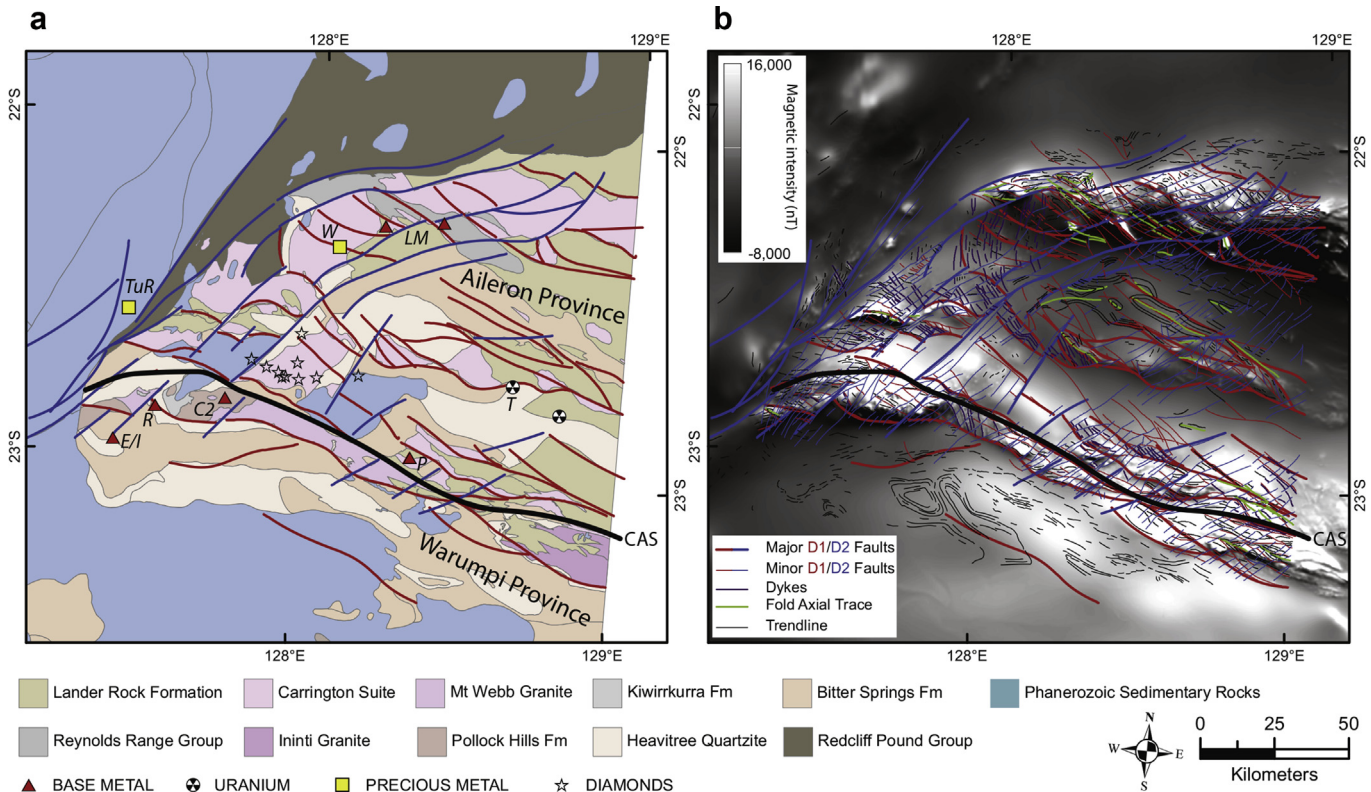 a
b
128°E
129°E
128°E
129°E
22°S
22°S
22°S
23°S
23°S
23°S
16,000
Magnetic intensity (nT)
-8,000
W
LM
TuR
Aileron Province
T
C2
R
E/I
P
CAS
Warumpi Province
CAS
Major D1/D2 Faults
Minor D1/D2 Faults
Dykes
Fold Axial Trace
Trendline
128°E
129°E
128°E
129°E
Lander Rock Formation
Carrington Suite
Mt Webb Granite
Kiwirrkurra Fm
Bitter Springs Fm
Phanerozoic Sedimentary Rocks
Reynolds Range Group
Ininti Granite
Pollock Hills Fm
Heavitree Quartzite
Redcliff Pound Group
BASE METAL
URANIUM
PRECIOUS METAL
DIAMONDS
N
W
E
S
0 25 50
Kilometers